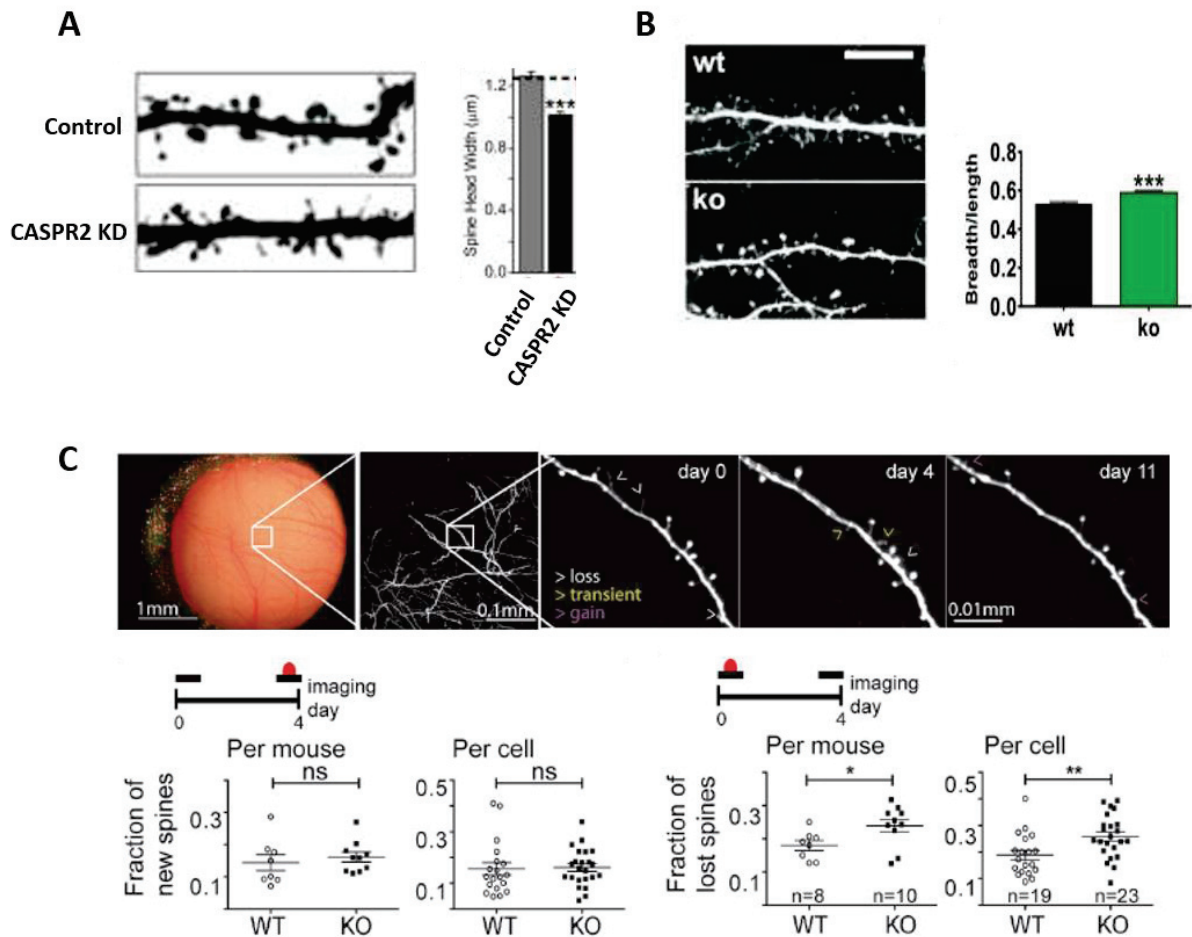 A
Control
CASPR2 KD
Spine Head Width (μm)
1.2
0.8
0.4
0.0
***
Control
CASPR2 KD
B
wt
ko
Breadth/length
0.8
0.6
0.4
0.2
0.0
***
wt
ko
C
1mm
0.1mm
day 0
> loss
> transient
> gain
day 4
day 11
0.01mm
imaging
day
0
4
Per mouse
ns
Fraction of
new spines
0.3
0.1
WT
KO
Per cell
ns
0.5
0.3
0.1
WT
KO
imaging
day
0
4
Per mouse
*
Fraction of
lost spines
0.3
0.1
n=8
n=10
WT
KO
Per cell
**
0.5
0.3
0.1
n=19
n=23
WT
KO